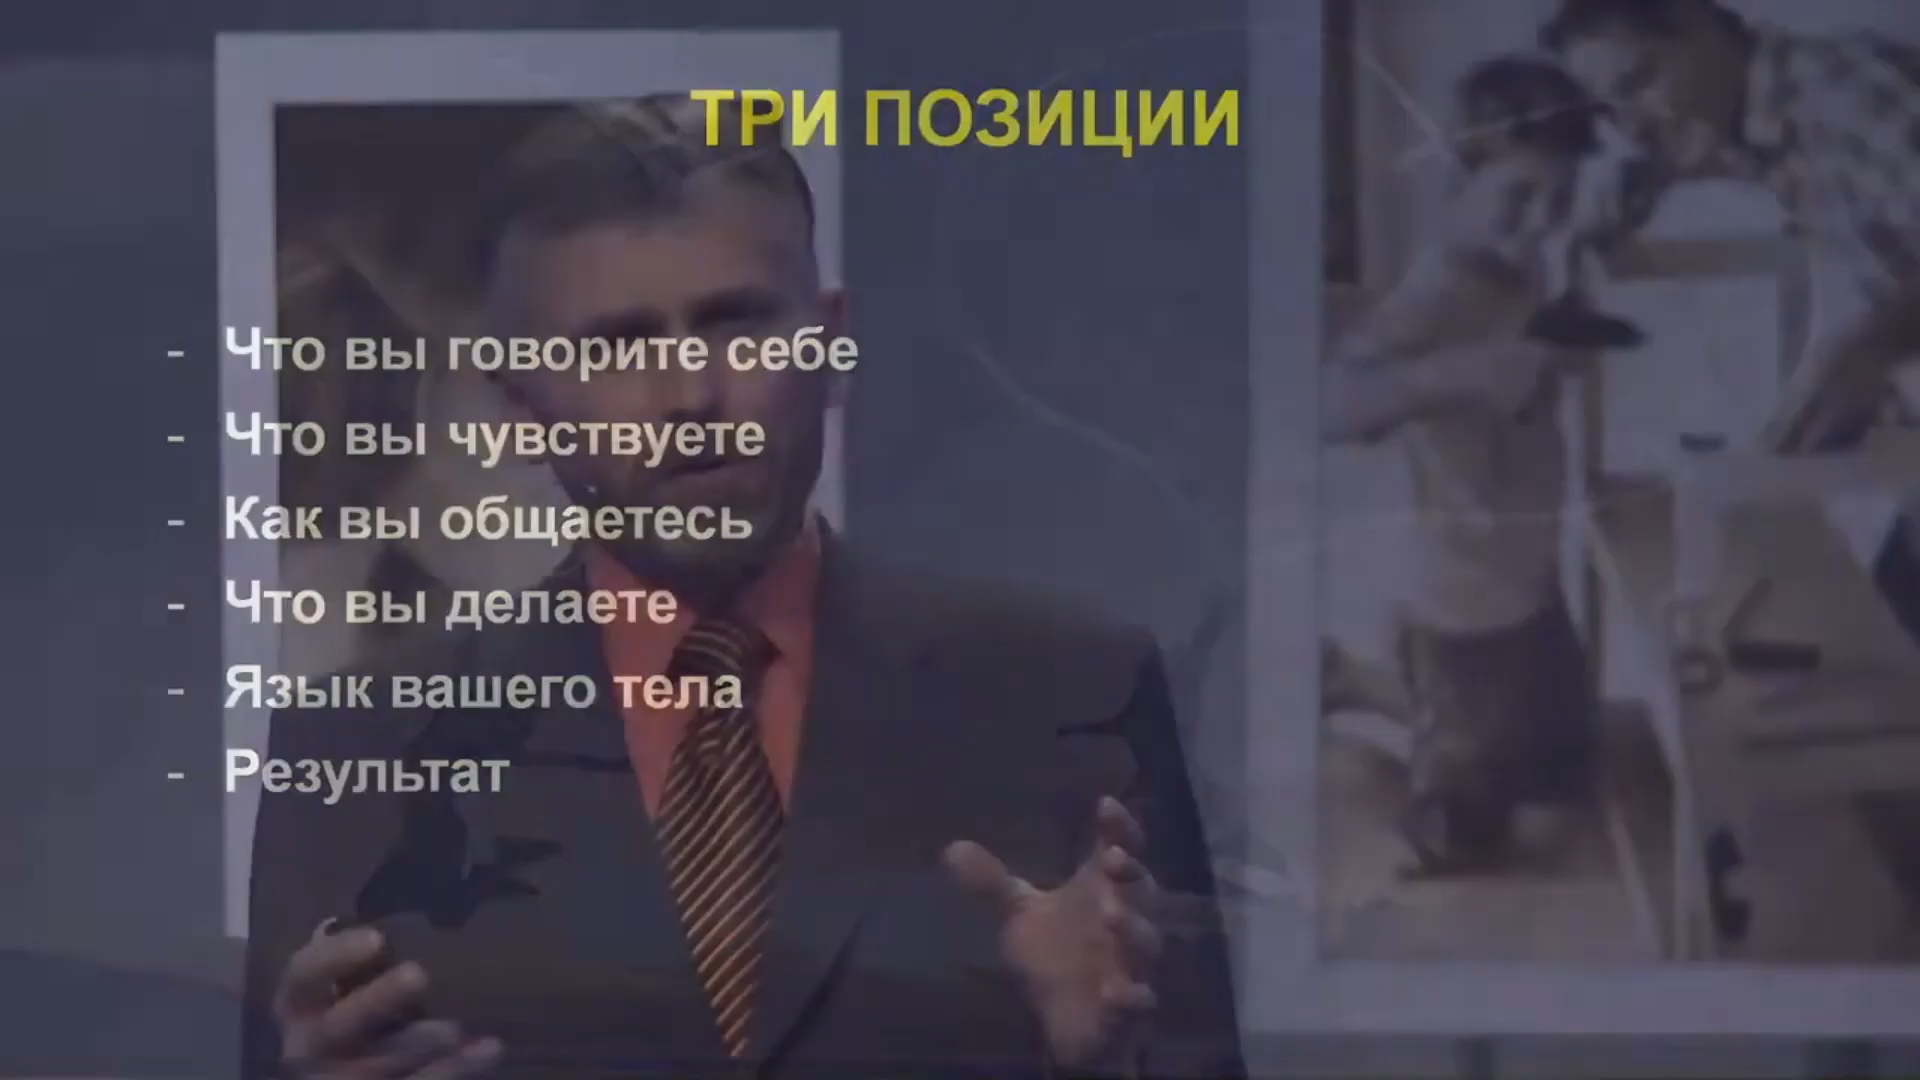 ТРИ ПОЗИЦИИ
- Что вы говорите себе
- Что вы чувствуете
- Как вы общаетесь
- Что вы делаете
- Язык вашего тела
- Результат